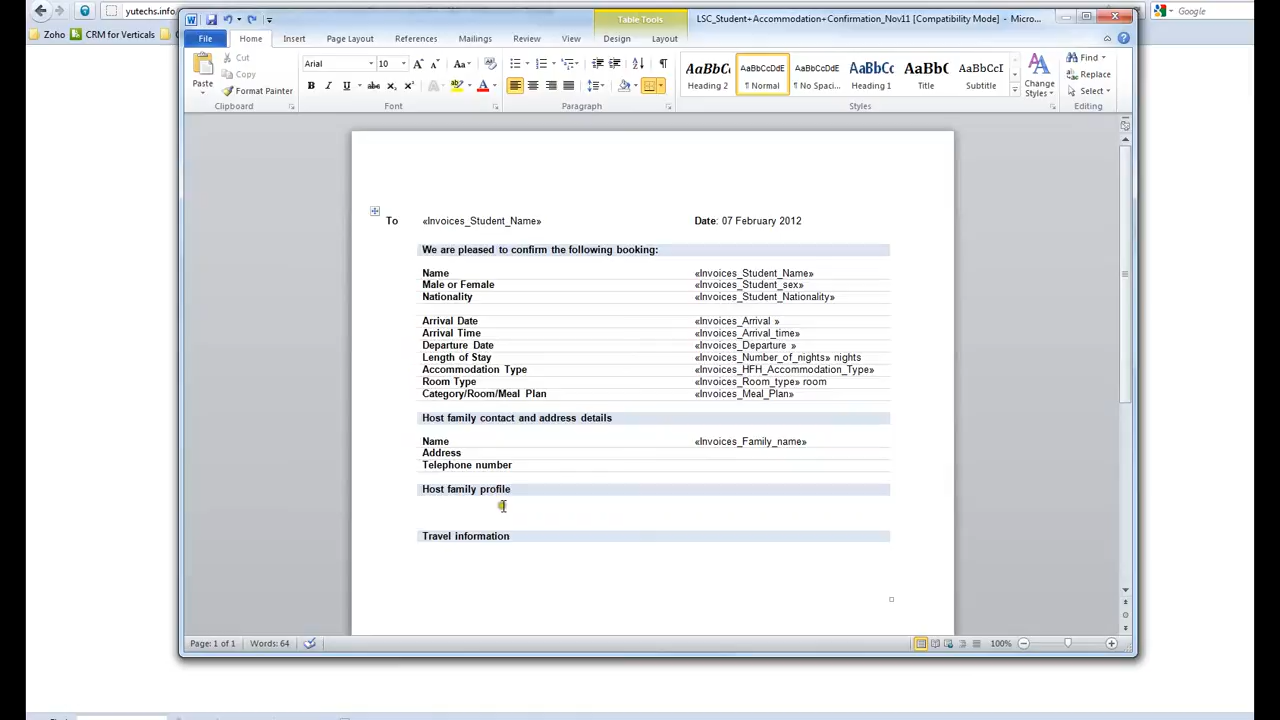 LSC_Student+Accommodation+Confirmation_Nov11 [Compatibility Mode] - Micro...
Table Tools
yutechs.info.
Google
Zoho CRM for Verticals
File Home Insert Page Layout References Mailings Review View Design Layout
Cut
Copy
Format Painter
Paste
Clipboard
Arial 10
Font
Paragraph
AaBbC AaBbCcDdE AaBbCcDdE AaBbCc AaBbC AaBbCcI
Heading 2 ¶ Normal ¶ No Spaci... Heading 1 Title Subtitle
Change Styles
Styles
Find
Replace
Select
Editing
To «Invoices_Student_Name» Date: 07 February 2012
We are pleased to confirm the following booking:
Name «Invoices_Student_Name»
Male or Female «Invoices_Student_sex»
Nationality «Invoices_Student_Nationality»
Arrival Date «Invoices_Arrival »
Arrival Time «Invoices_Arrival_time»
Departure Date «Invoices_Departure »
Length of Stay «Invoices_Number_of_nights» nights
Accommodation Type «Invoices_HFH_Accommodation_Type»
Room Type «Invoices_Room_type» room
Category/Room/Meal Plan «Invoices_Meal_Plan»
Host family contact and address details
Name «Invoices_Family_name»
Address
Telephone number
Host family profile
Travel information
Page: 1 of 1 Words: 64 100%